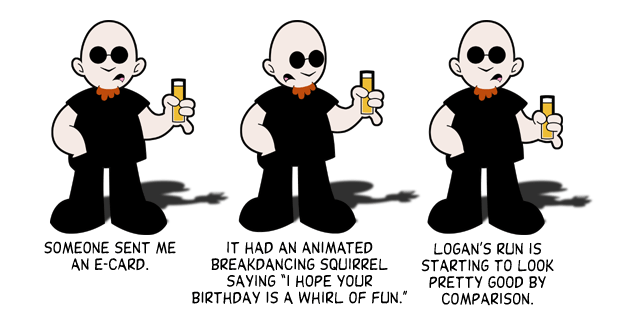 SOMEONE SENT ME
AN E-CARD.
IT HAD AN ANIMATED
BREAKDANCING SQUIRREL
SAYING “I HOPE YOUR
BIRTHDAY IS A WHIRL OF FUN.”
LOGAN'S RUN IS
STARTING TO LOOK
PRETTY GOOD BY
COMPARISON.